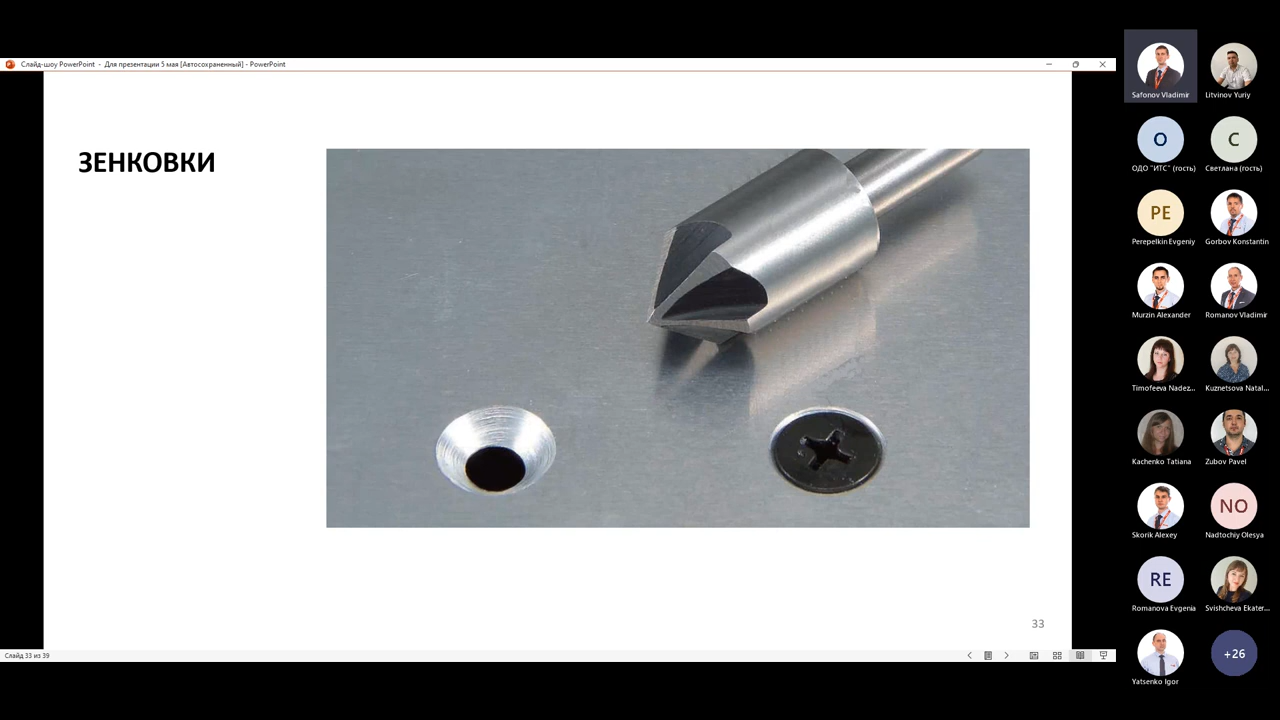 Слайд-шоу PowerPoint - Для презентации 5 мая [Автосохраненный] - PowerPoint
ЗЕНКОВКИ
33
Слайд 33 из 39
Safonov Vladimir
Litvinov Yuriy
О
С
ОДО "ИТС" (гость)
Светлана (гость)
PE
Perepelkin Evgeniy
Gorbov Konstantin
Murzin Alexander
Romanov Vladimir
Timofeeva Nadez...
Kuznetsova Natal...
Kachenko Tatiana
Zubov Pavel
NO
Skorik Alexey
Nadtochiy Olesya
RE
Romanova Evgenia
Svishcheva Ekater...
+26
Yatsenko Igor